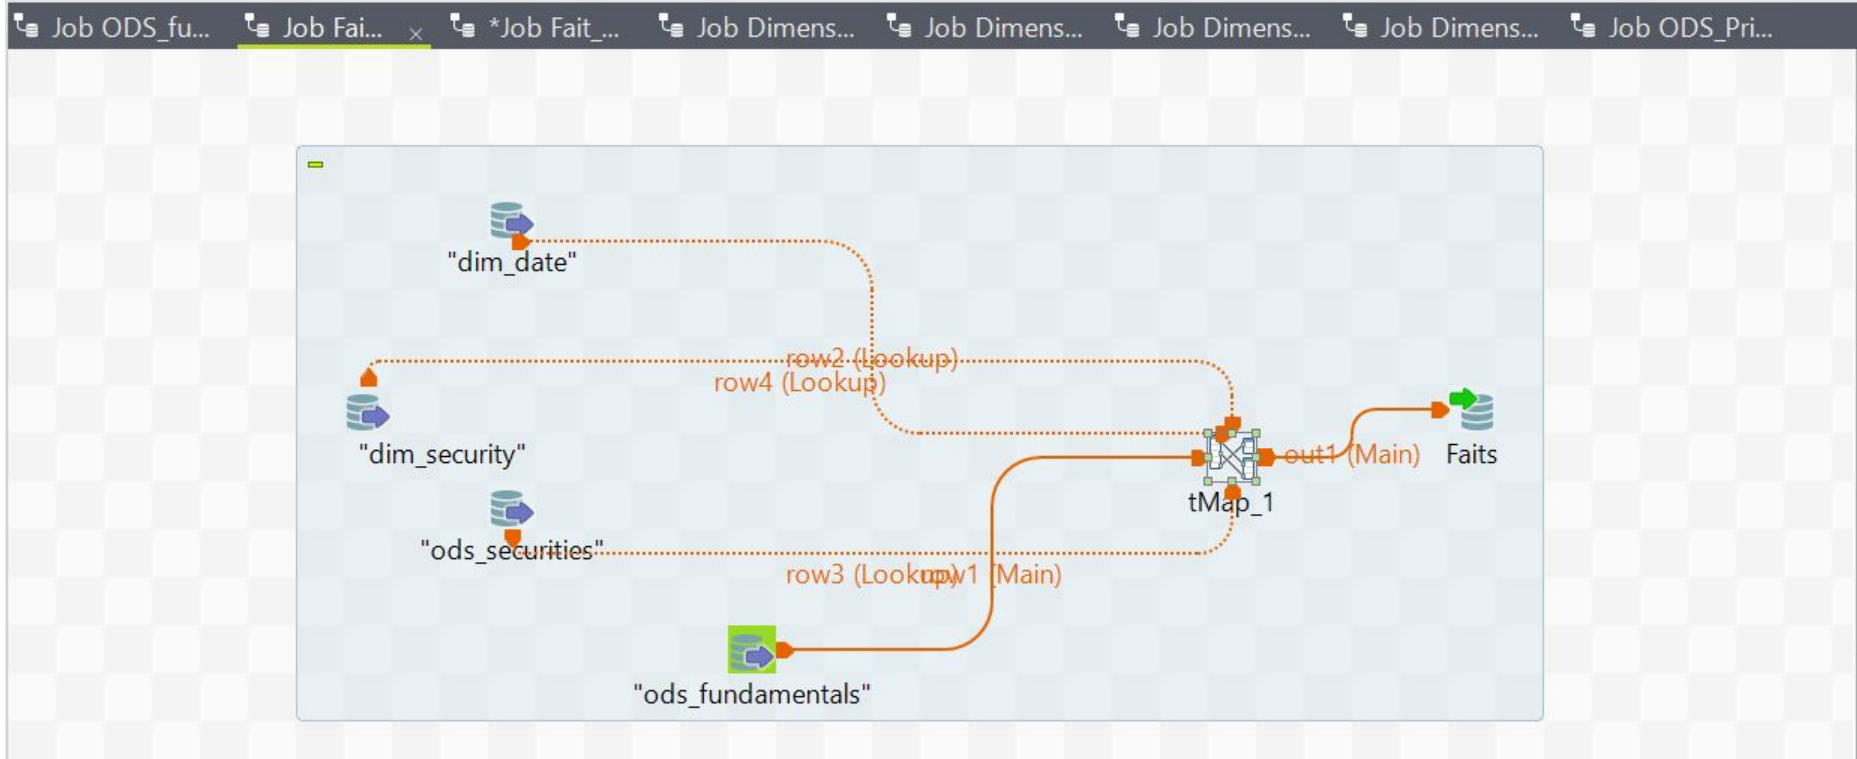 Job ODS_fu... Job Fai... *Job Fait_... Job Dimens... Job Dimens... Job Dimens... Job Dimens... Job ODS_Pri...
"dim_date"
row2 (Lookup)
row4 (Lookup)
"dim_security"
out1 (Main)
Faits
tMap_1
"ods_securities"
row3 (Lookup)
row1 (Main)
"ods_fundamentals"